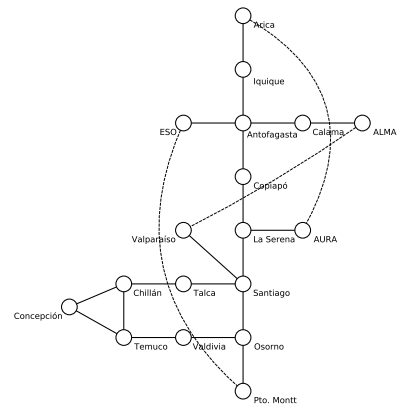 Arica
Iquique
ESO
Antofagasta
Calama
ALMA
Copiapó
Valparaíso
La Serena
AURA
Chillán
Talca
Santiago
Concepción
Temuco
Valdivia
Osorno
Pto. Montt